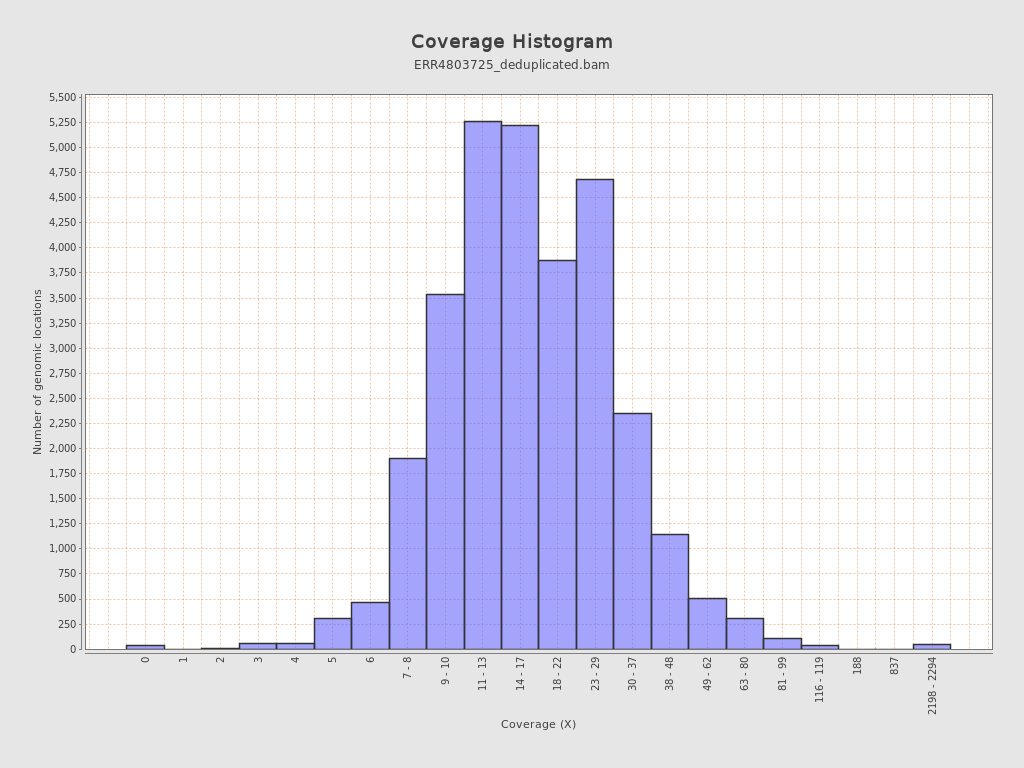 Coverage Histogram
ERR4803725_deduplicated.bam
Number of genomic locations
5,500
5,250
5,000
4,750
4,500
4,250
4,000
3,750
3,500
3,250
3,000
2,750
2,500
2,250
2,000
1,750
1,500
1,250
1,000
750
500
250
0
0
1
2
3
4
5
6
7 - 8
9 - 10
11 - 13
14 - 17
18 - 22
23 - 29
30 - 37
38 - 48
49 - 62
63 - 80
81 - 99
116 - 119
188
837
2198 - 2294
Coverage (X)